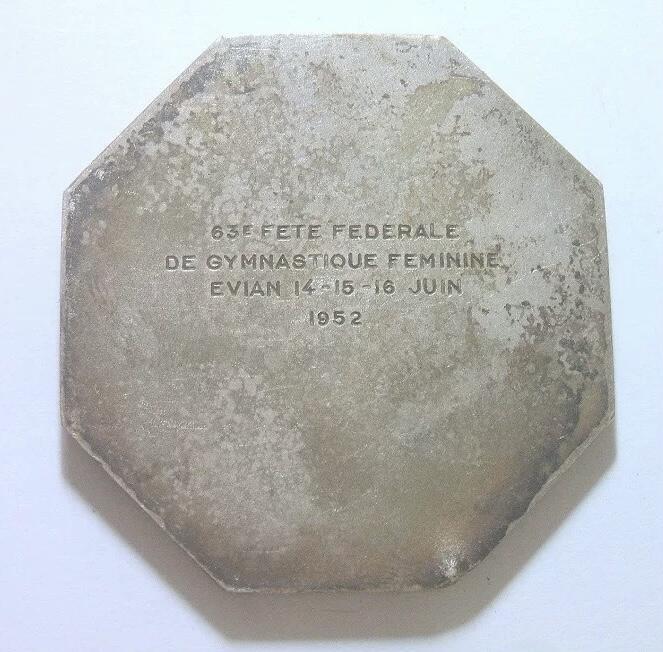 63E FETE FEDERALE
DE GYMNASTIQUE FEMININE
EVIAN 14-15-16 JUIN
1952